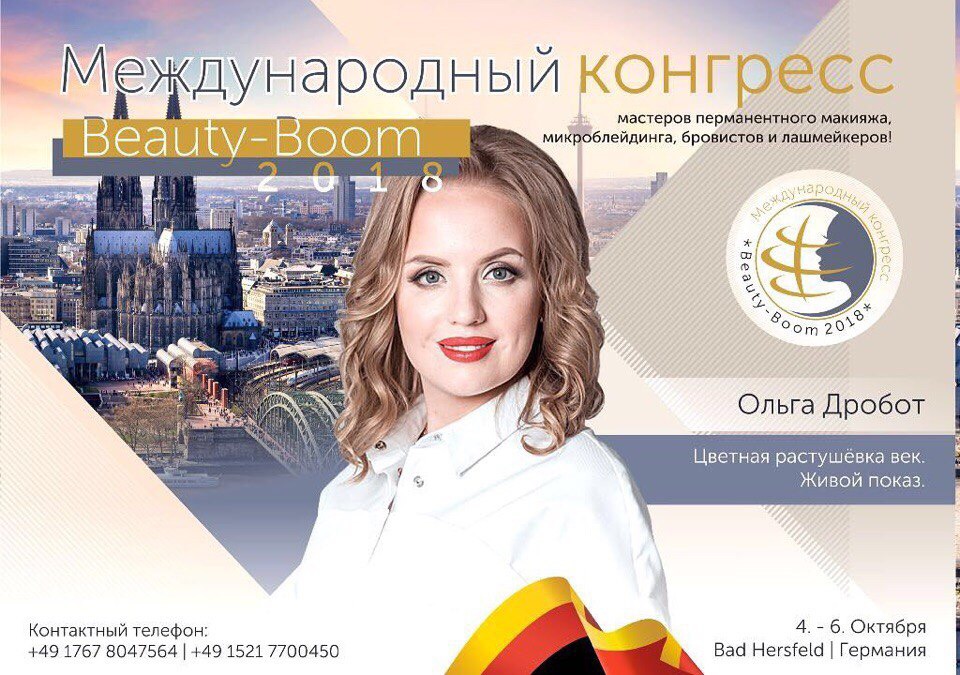 Международный конгресс
мастеров перманентного макияжа,
микроблейдинга, бровистов и лашмейкеров!
Beauty-Boom
2018
Международный конгресс
*Beauty-Boom 2018*
Ольга Дробот
Цветная растушёвка век.
Живой показ.
Контактный телефон:
+49 1767 8047564 | +49 1521 7700450
4. - 6. Октября
Bad Hersfeld | Германия